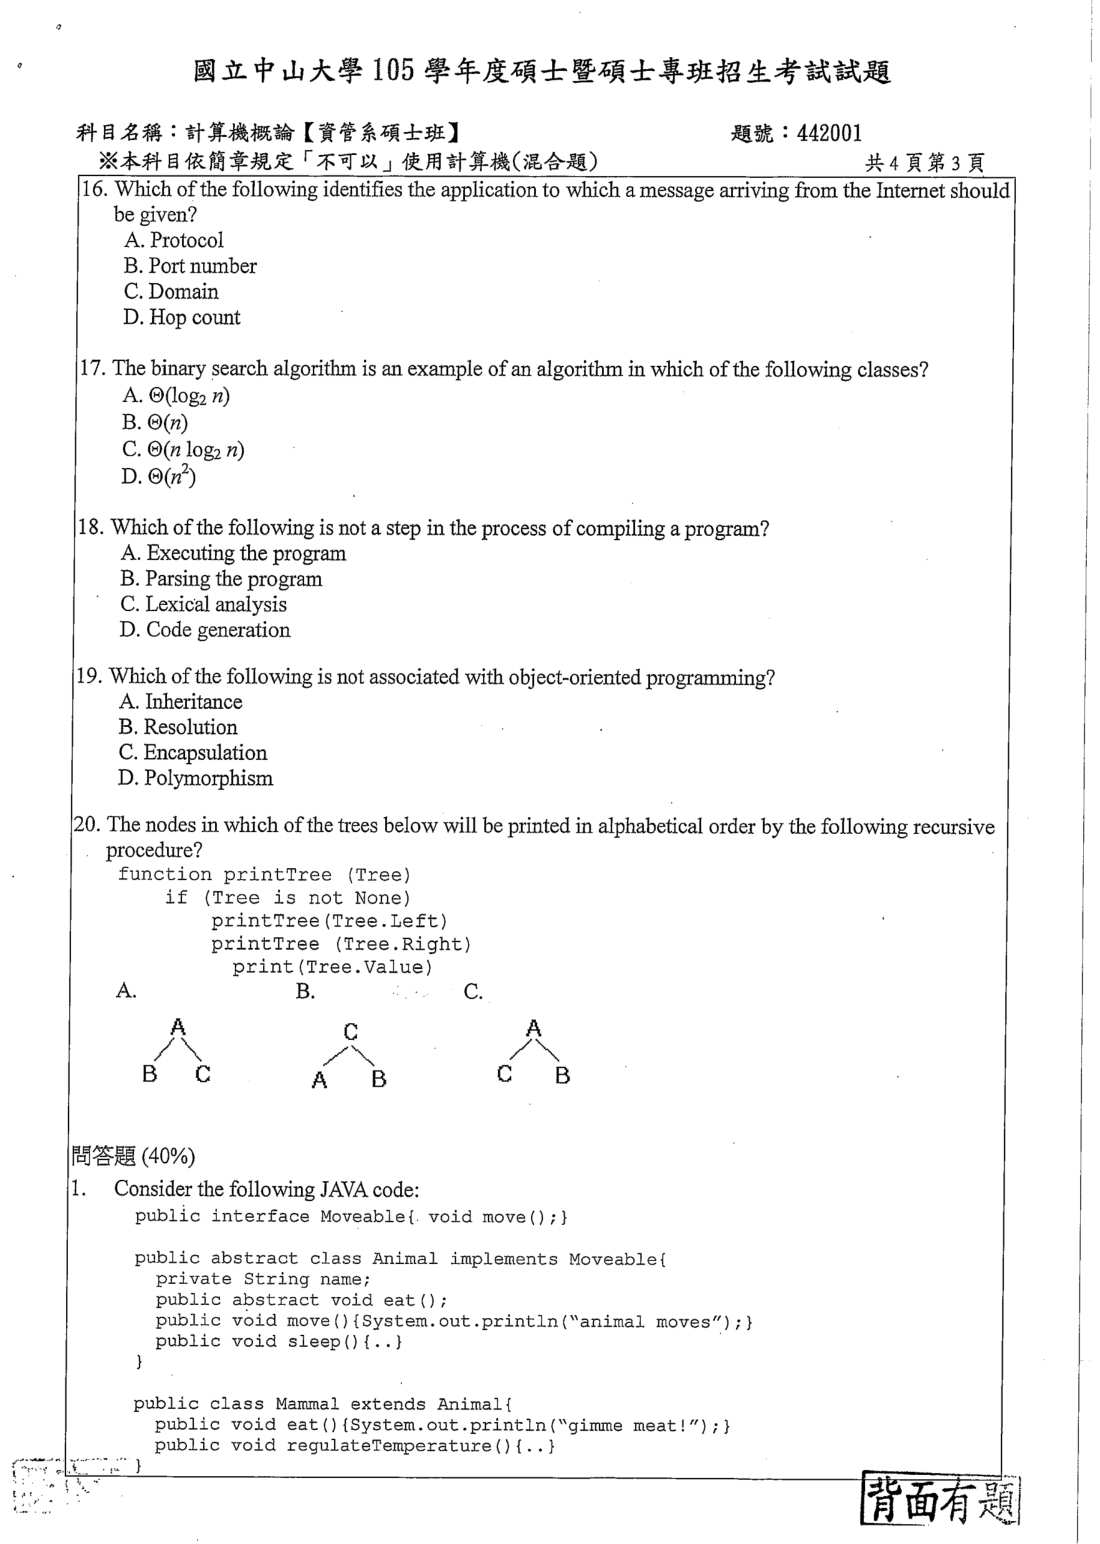 國立中山大學 105 學年度碩士暨碩士專班招生考試試題
科目名稱：計算機概論【資管系碩士班】 題號：442001
※本科目依簡章規定「不可以」使用計算機(混合題) 共 4 頁第 3 頁
16. Which of the following identifies the application to which a message arriving from the Internet should
be given?
A. Protocol
B. Port number
C. Domain
D. Hop count
17. The binary search algorithm is an example of an algorithm in which of the following classes?
A. Θ(log₂ n)
B. Θ(n)
C. Θ(n log₂ n)
D. Θ(n²)
18. Which of the following is not a step in the process of compiling a program?
A. Executing the program
B. Parsing the program
C. Lexical analysis
D. Code generation
19. Which of the following is not associated with object-oriented programming?
A. Inheritance
B. Resolution
C. Encapsulation
D. Polymorphism
20. The nodes in which of the trees below will be printed in alphabetical order by the following recursive
procedure?
function printTree (Tree)
if (Tree is not None)
printTree(Tree.Left)
printTree (Tree.Right)
print(Tree.Value)
A. B. C.
A C A
B C A B C B
問答題 (40%)
1. Consider the following JAVA code:
public interface Moveable{ void move();}
public abstract class Animal implements Moveable{
private String name;
public abstract void eat();
public void move(){System.out.println(“animal moves”);}
public void sleep(){..}
}
public class Mammal extends Animal{
public void eat(){System.out.println(“gimme meat!”);}
public void regulateTemperature(){..}
}
背面有題